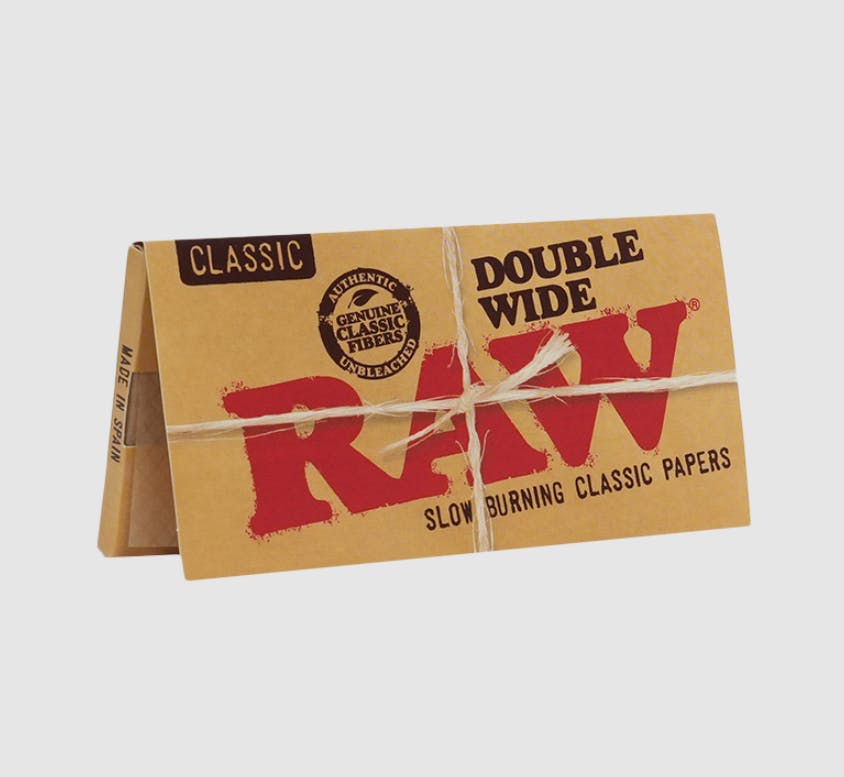 CLASSIC
DOUBLE
WIDE
AUTHENTIC
GENUINE
CLASSIC
FIBERS
UNBLEACHED
RAW®
SLOW BURNING CLASSIC PAPERS
MADE IN SPAIN